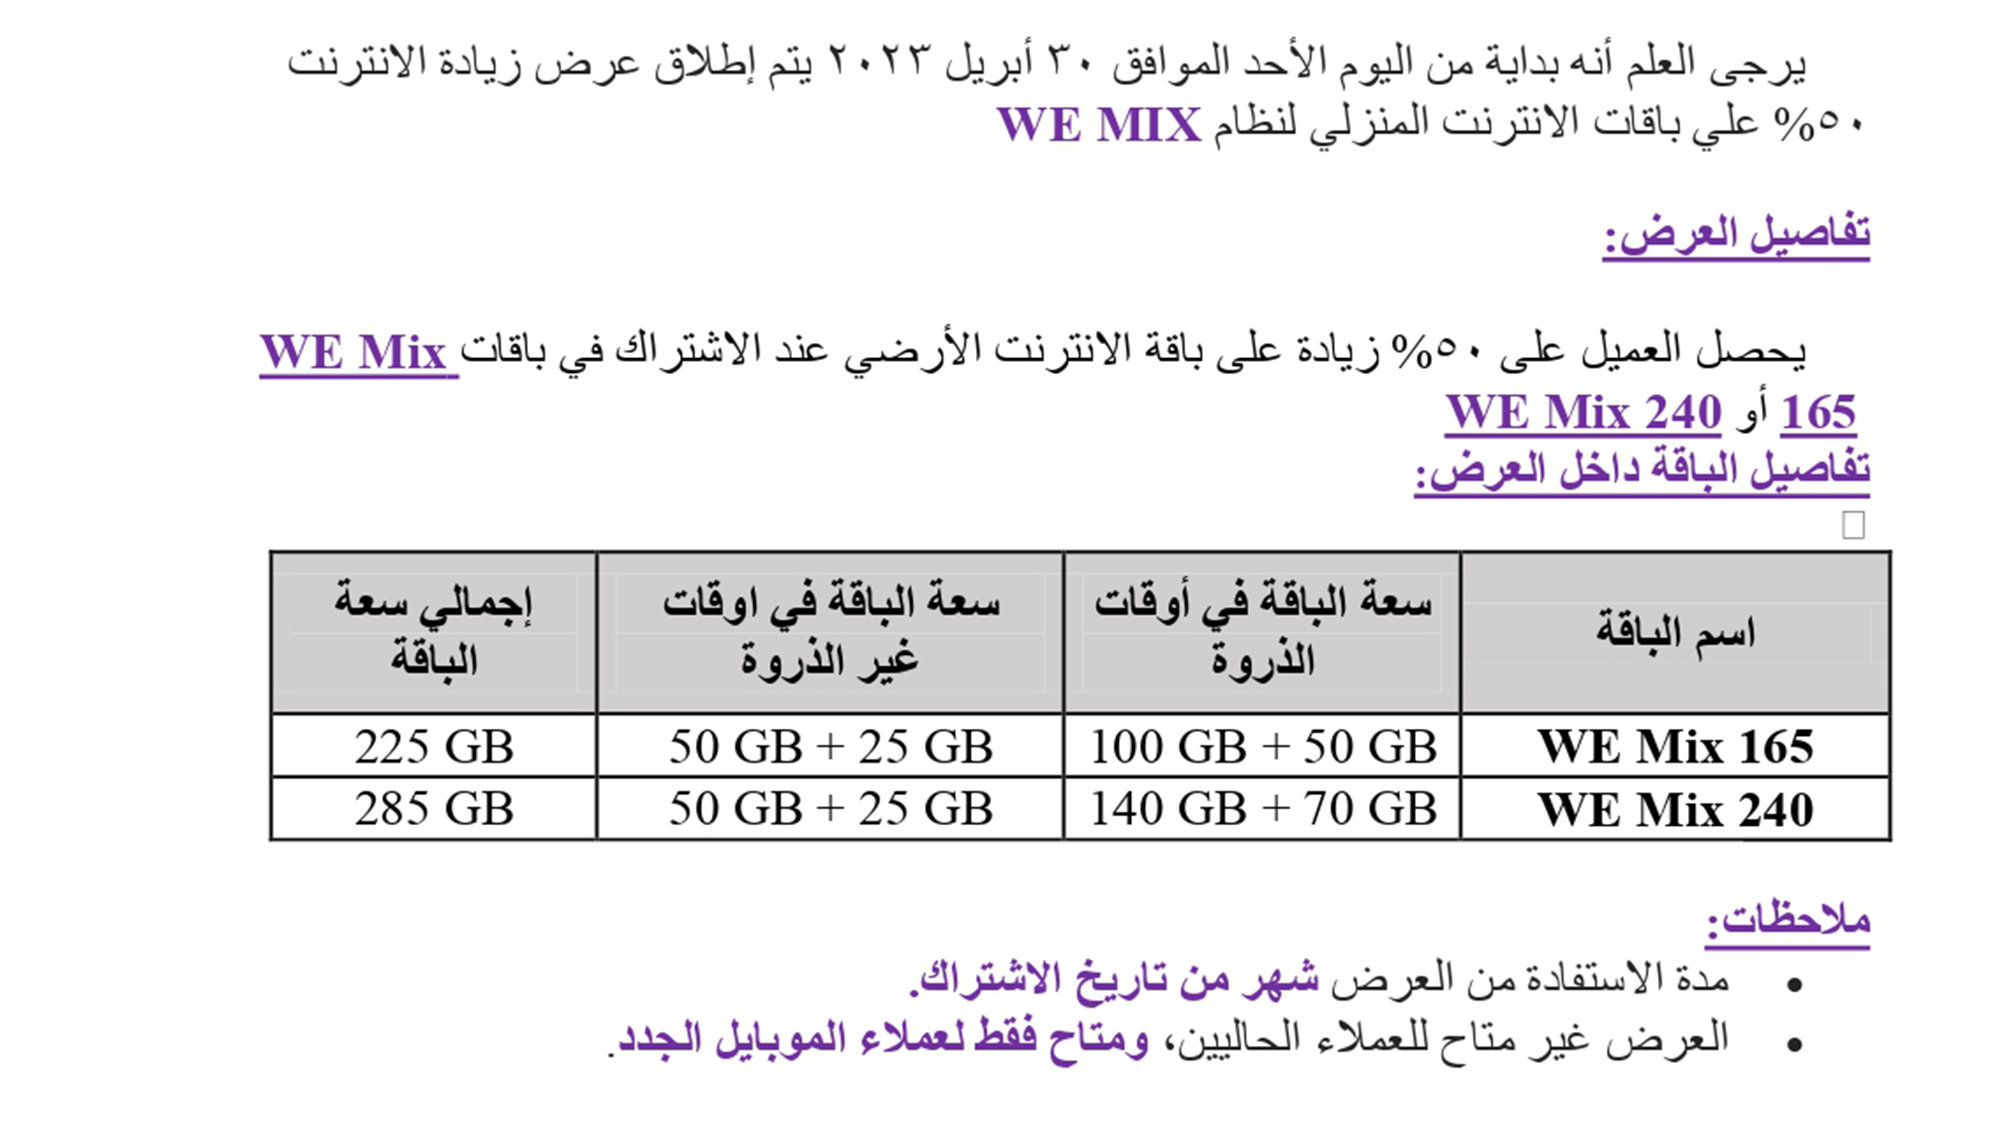 يرجى العلم أنه بداية من اليوم الأحد الموافق ٣٠ أبريل ٢٠٢٣ يتم إطلاق عرض زيادة الانترنت
٥٠% علي باقات الانترنت المنزلي لنظام WE MIX
تفاصيل العرض:
يحصل العميل على ٥٠% زيادة على باقة الانترنت الأرضي عند الاشتراك في باقات WE Mix
165 أو WE Mix 240
تفاصيل الباقة داخل العرض:
اسم الباقة سعة الباقة في أوقات الذروة سعة الباقة في اوقات غير الذروة إجمالي سعة الباقة
WE Mix 165 100 GB + 50 GB 50 GB + 25 GB 225 GB
WE Mix 240 140 GB + 70 GB 50 GB + 25 GB 285 GB
ملاحظات:
• مدة الاستفادة من العرض شهر من تاريخ الاشتراك.
• العرض غير متاح للعملاء الحاليين، ومتاح فقط لعملاء الموبايل الجدد.